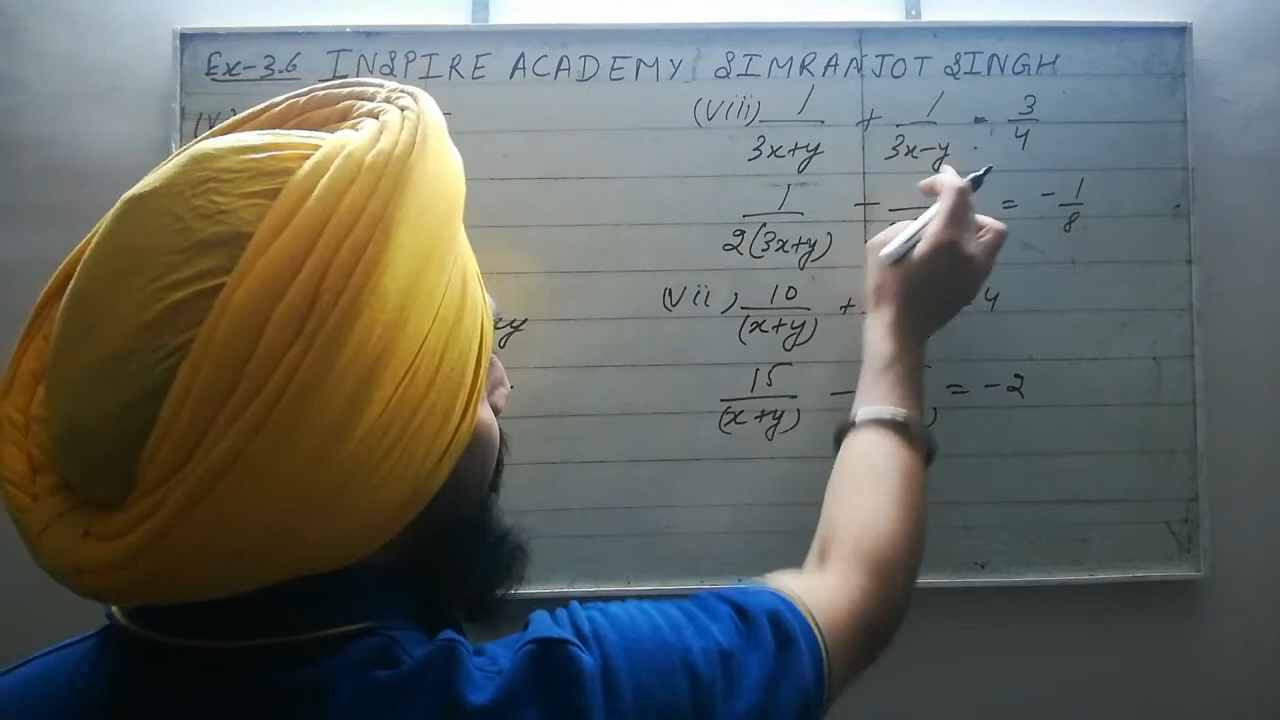 Ex-3.6 INSPIRE ACADEMY SIMRANJOT SINGH
(Viii) 1/(3x+y) + 1/(3x-y) = 3/4
1/2(3x+y) - = -1/8
(Vii) 10/(x+y) + 4
15/(x+y) - ) = -2